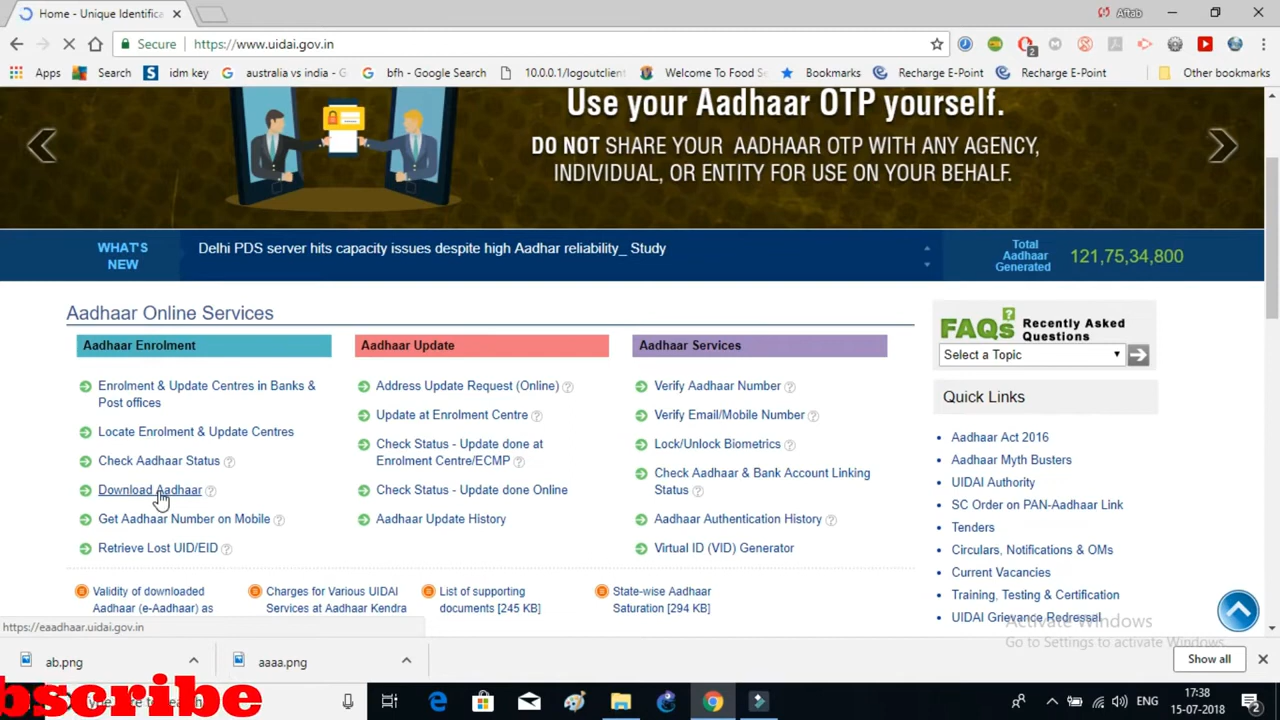 Home - Unique Identifica
Aftab
Secure
https://www.uidai.gov.in
2
Apps
Search
S
idm key
australia vs india - G
bfh - Google Search
10.0.0.1/logoutclien
Welcome To Food S
Bookmarks
Recharge E-Point
Recharge E-Point
Other bookmarks
Use your Aadhaar OTP yourself.
DO NOT SHARE YOUR AADHAAR OTP WITH ANY AGENCY,
INDIVIDUAL, OR ENTITY FOR USE ON YOUR BEHALF.
WHAT'S
NEW
Delhi PDS server hits capacity issues despite high Aadhar reliability_ Study
Total
Aadhaar
Generated
121,75,34,800
Aadhaar Online Services
Aadhaar Enrolment
Enrolment & Update Centres in Banks &
Post offices
Locate Enrolment & Update Centres
Check Aadhaar Status
Download Aadhaar
Get Aadhaar Number on Mobile
Retrieve Lost UID/EID
Aadhaar Update
Address Update Request (Online)
Update at Enrolment Centre
Check Status - Update done at
Enrolment Centre/ECMP
Check Status - Update done Online
Aadhaar Update History
Aadhaar Services
Verify Aadhaar Number
Verify Email/Mobile Number
Lock/Unlock Biometrics
Check Aadhaar & Bank Account Linking
Status
Aadhaar Authentication History
Virtual ID (VID) Generator
FAQs
Recently Asked
Questions
Select a Topic
Quick Links
Aadhaar Act 2016
Aadhaar Myth Busters
UIDAI Authority
SC Order on PAN-Aadhaar Link
Tenders
Circulars, Notifications & OMs
Current Vacancies
Training, Testing & Certification
UIDAI Grievance Redressal
Validity of downloaded
Aadhaar (e-Aadhaar) as
Charges for Various UIDAI
Services at Aadhaar Kendra
List of supporting
documents [245 KB]
State-wise Aadhaar
Saturation [294 KB]
Activate Windows
Go to Settings to activate Windows.
https://eaadhaar.uidai.gov.in
ab.png
aaaa.png
Show all
bscribe
ENG
17:38
15-07-2018
2